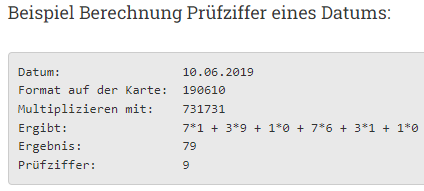 Beispiel Berechnung Prüfziffer eines Datums:
Datum: 10.06.2019
Format auf der Karte: 190610
Multiplizieren mit: 731731
Ergibt: 7*1 + 3*9 + 1*0 + 7*6 + 3*1 + 1*0
Ergebnis: 79
Prüfziffer: 9